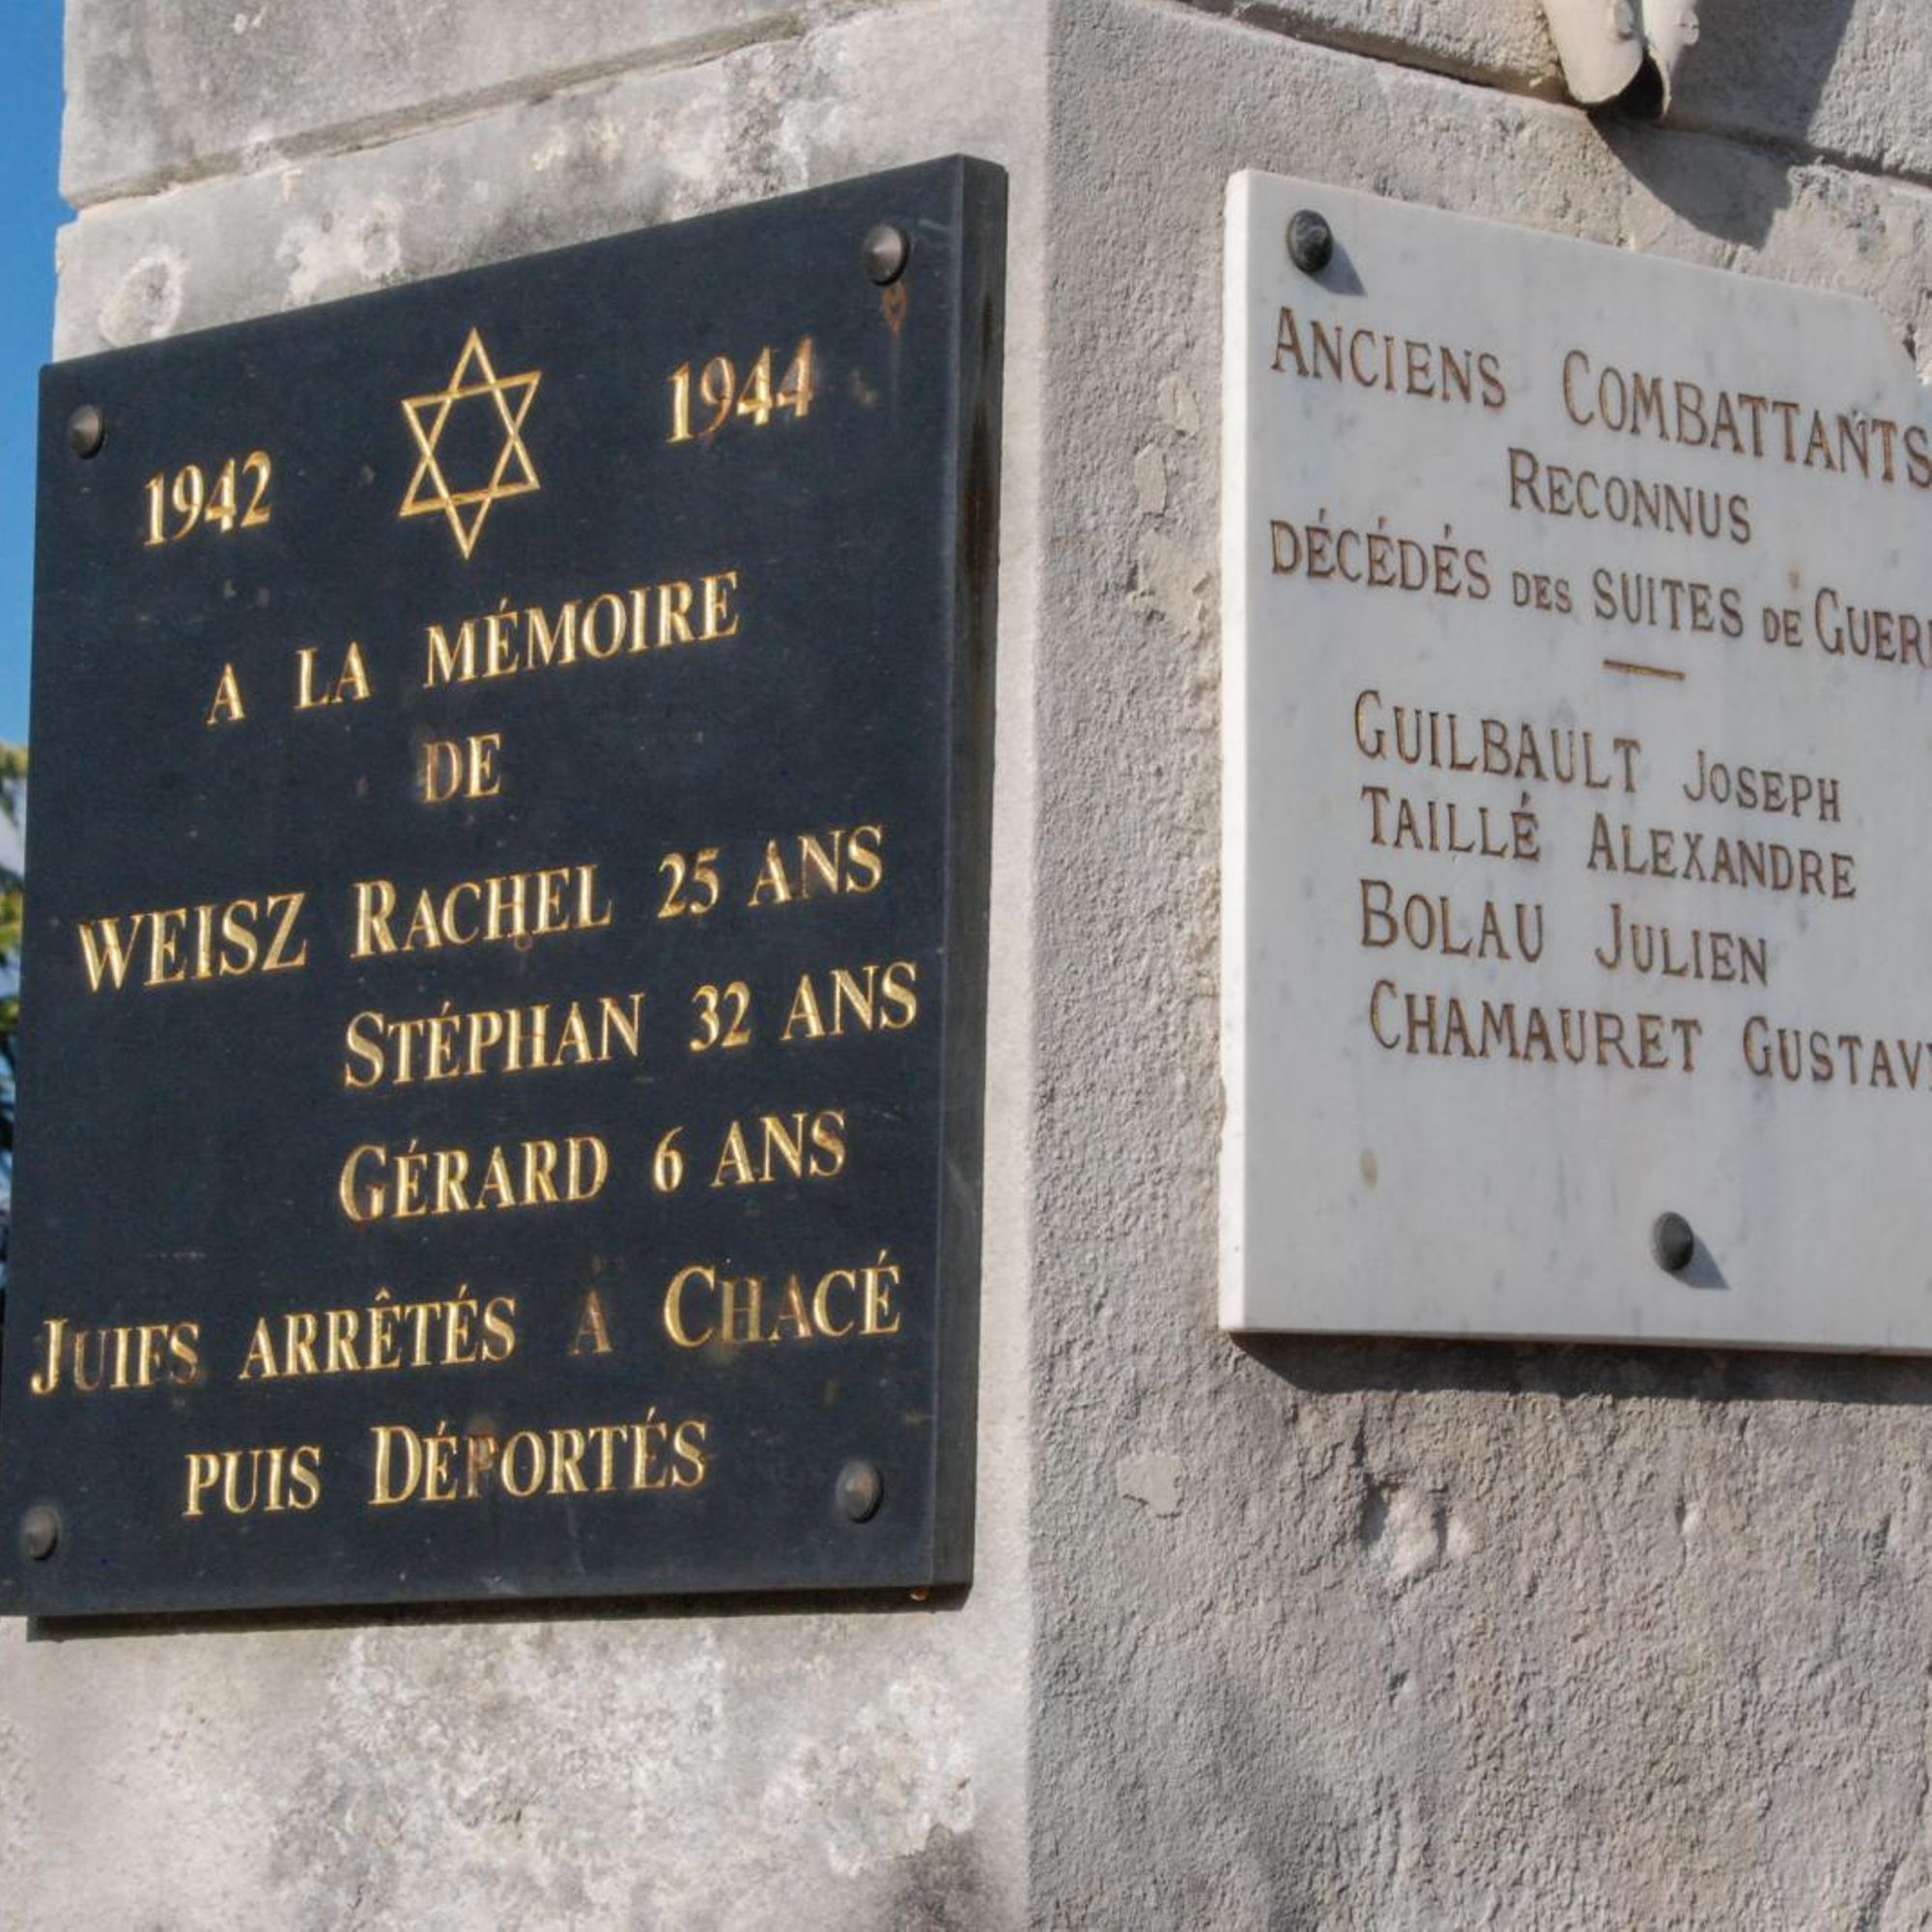 1942 1944
A LA MÉMOIRE
DE
WEISZ RACHEL 25 ANS
STÉPHAN 32 ANS
GÉRARD 6 ANS
JUIFS ARRÊTÉS A CHACÉ
PUIS DÉPORTÉS
ANCIENS COMBATTANTS
RECONNUS
DÉCÉDÉS DES SUITES DE
GUILBAULT JOSEPH
TAILLÉ ALEXANDRE
BOLAU JULIEN
CHAMAURET